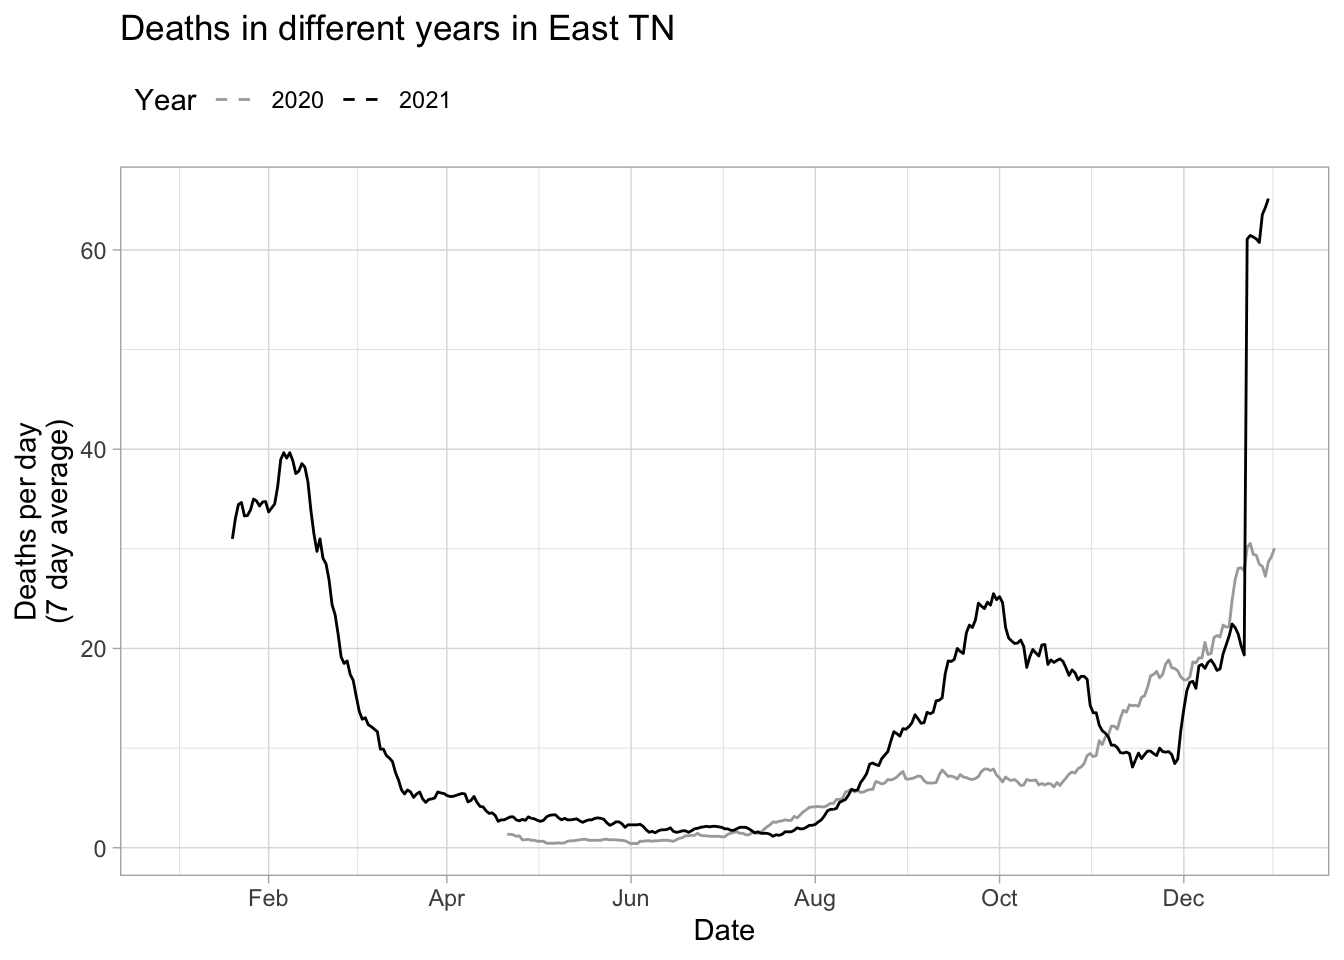 Deaths in different years in East TN
Year 2020 2021
60
40
20
0
Deaths per day
(7 day average)
Feb Apr Jun Aug Oct Dec
Date